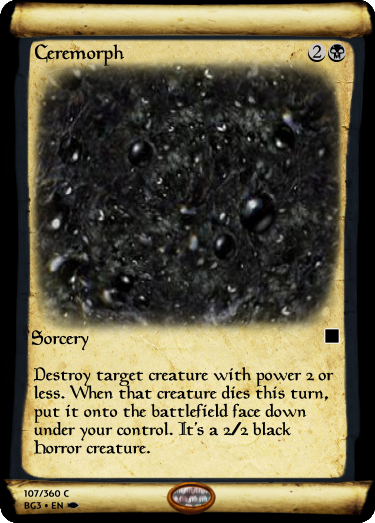 Ceremorph 2
Sorcery
Destroy target creature with power 2 or
less. When that creature dies this turn,
put it onto the battlefield face down
under your control. It's a 2/2 black
Horror creature.
107/360 C
BG3 • EN